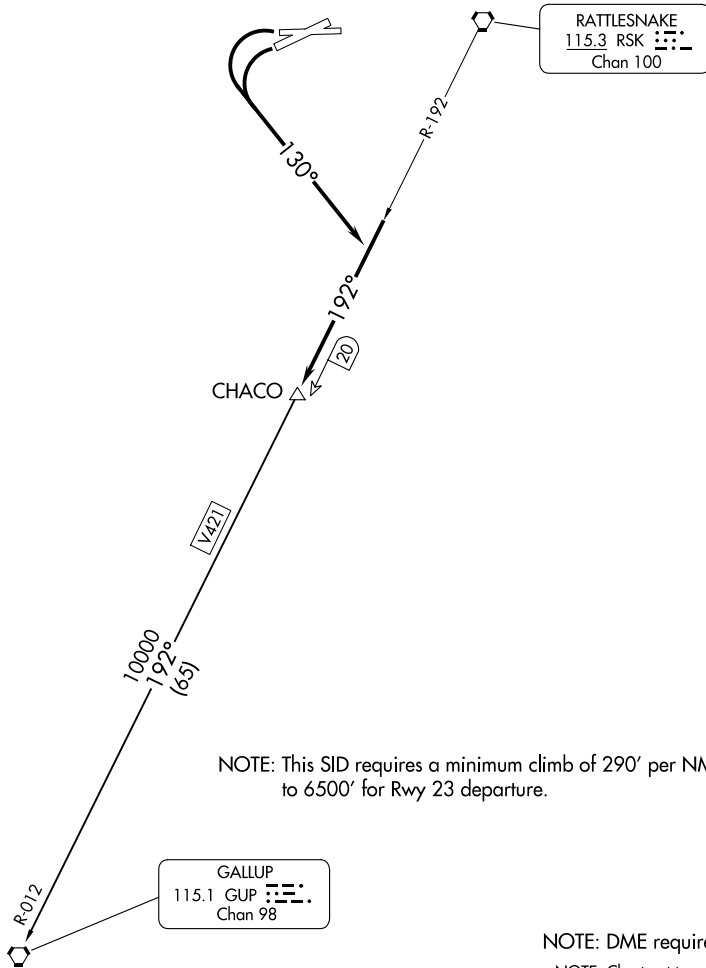 RATTLESNAKE
115.3 RSK
Chan 100
R-192
130°
192°
20
CHACO
V421
10000
192°
(65)
NOTE: This SID requires a minimum climb of 290' per NM
to 6500' for Rwy 23 departure.
GALLUP
115.1 GUP
Chan 98
R-012
NOTE: DME require